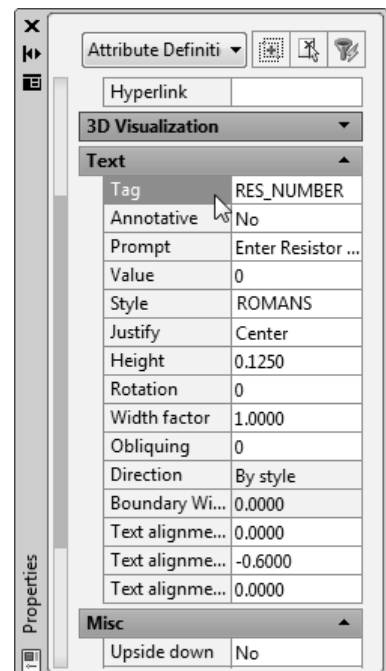 Attribute Definiti
Hyperlink
3D Visualization
Text
Tag RES_NUMBER
Annotative No
Prompt Enter Resistor ...
Value 0
Style ROMANS
Justify Center
Height 0.1250
Rotation 0
Width factor 1.0000
Obliquing 0
Direction By style
Boundary Wi... 0.0000
Text alignme... 0.0000
Text alignme... -0.6000
Text alignme... 0.0000
Misc
Upside down No
Properties